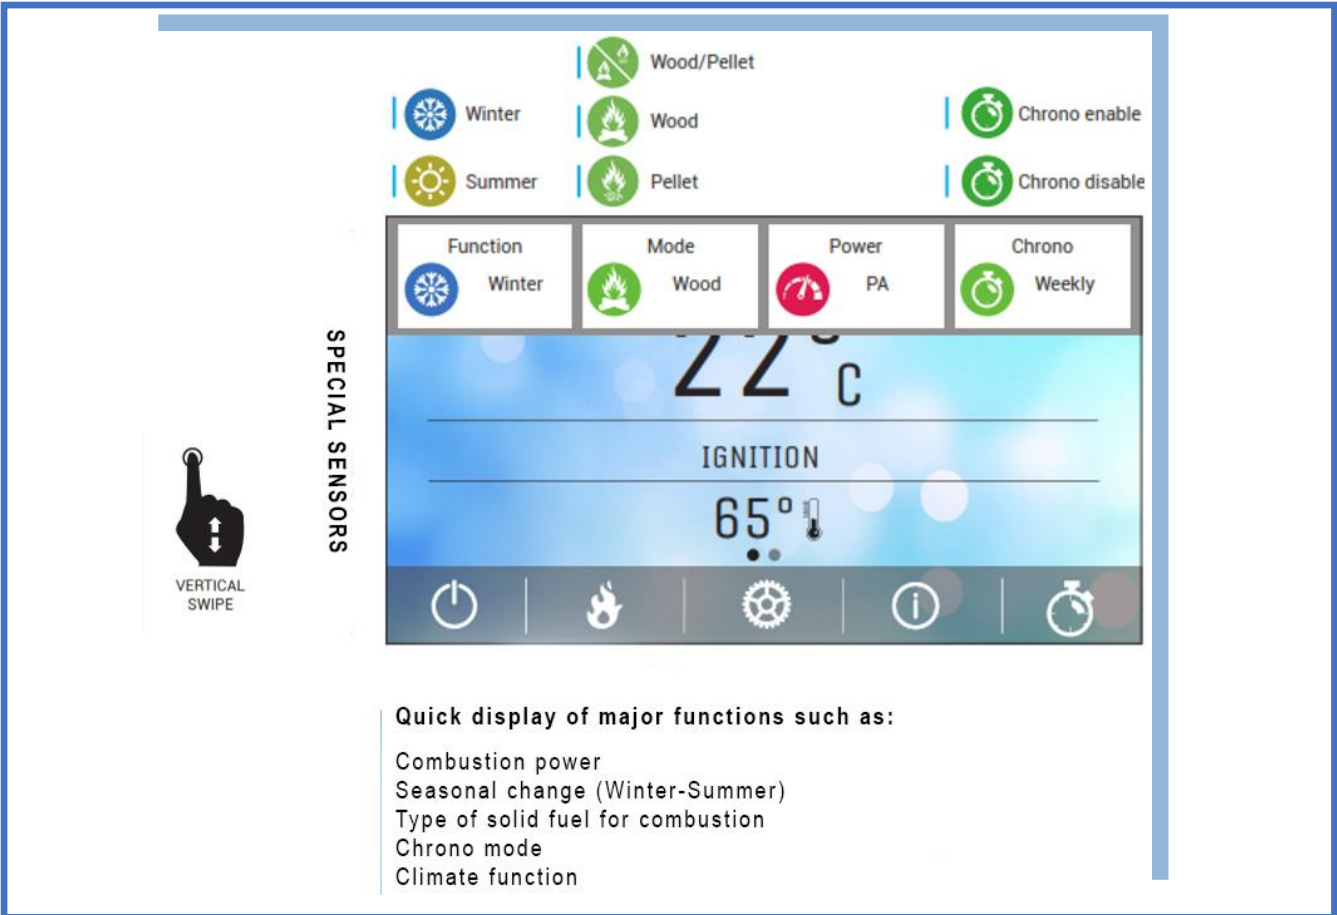 Wood/Pellet
Winter
Wood
Chrono enable
Summer
Pellet
Chrono disable
Function
Winter
Mode
Wood
Power
PA
Chrono
Weekly
SPECIAL SENSORS
22°
C
IGNITION
65°
VERTICAL
SWIPE
Quick display of major functions such as:
Combustion power
Seasonal change (Winter-Summer)
Type of solid fuel for combustion
Chrono mode
Climate function